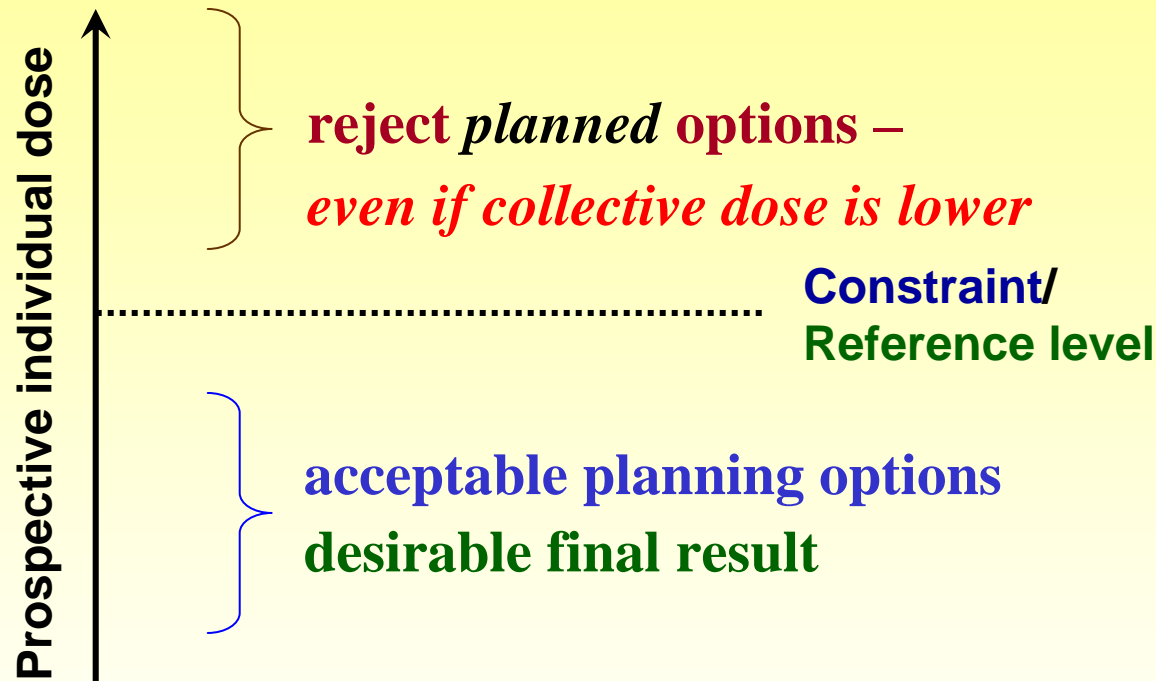 Prospective individual dose
reject planned options –
even if collective dose is lower
Constraint/
Reference level
acceptable planning options
desirable final result